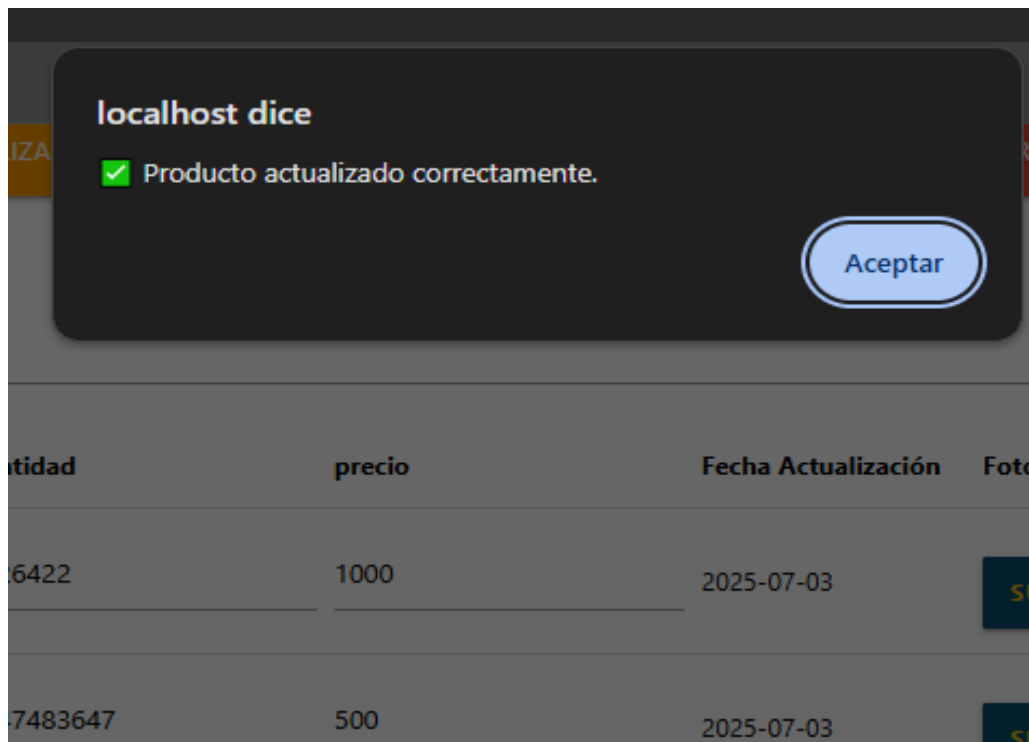 localhost dice
✅ Producto actualizado correctamente.
Aceptar
precio Fecha Actualización
1000 2025-07-03
500 2025-07-03